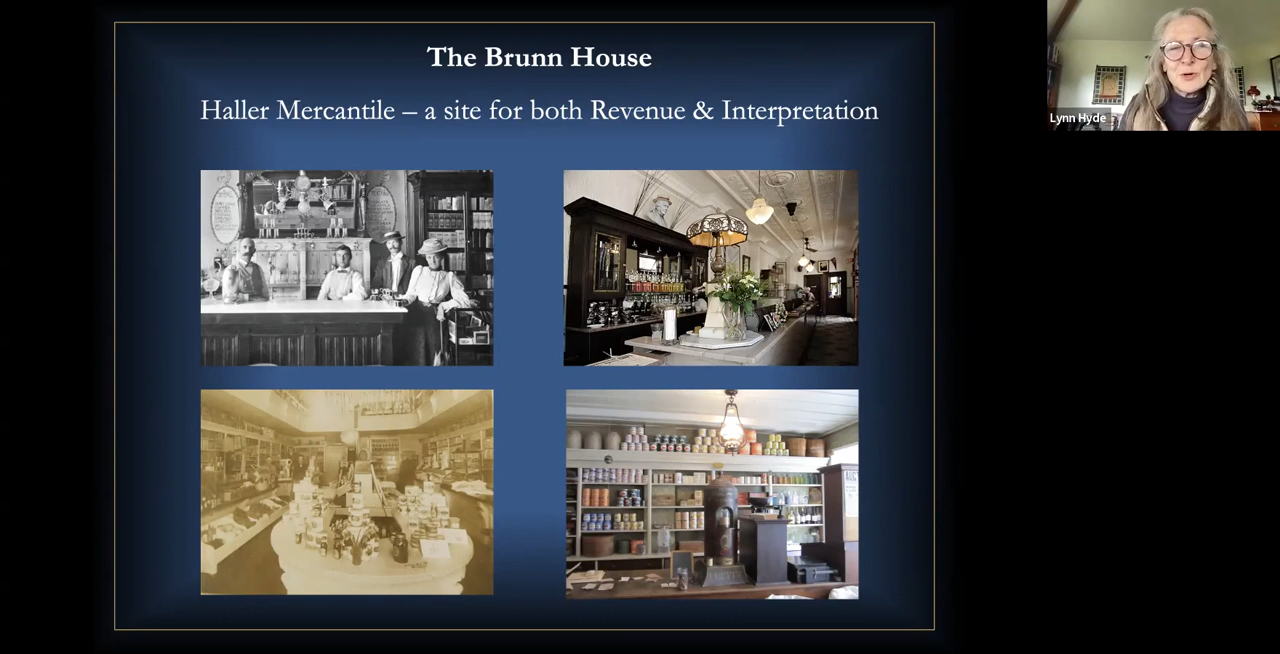 The Brunn House
Haller Mercantile – a site for both Revenue & Interpretation
Lynn Hyde